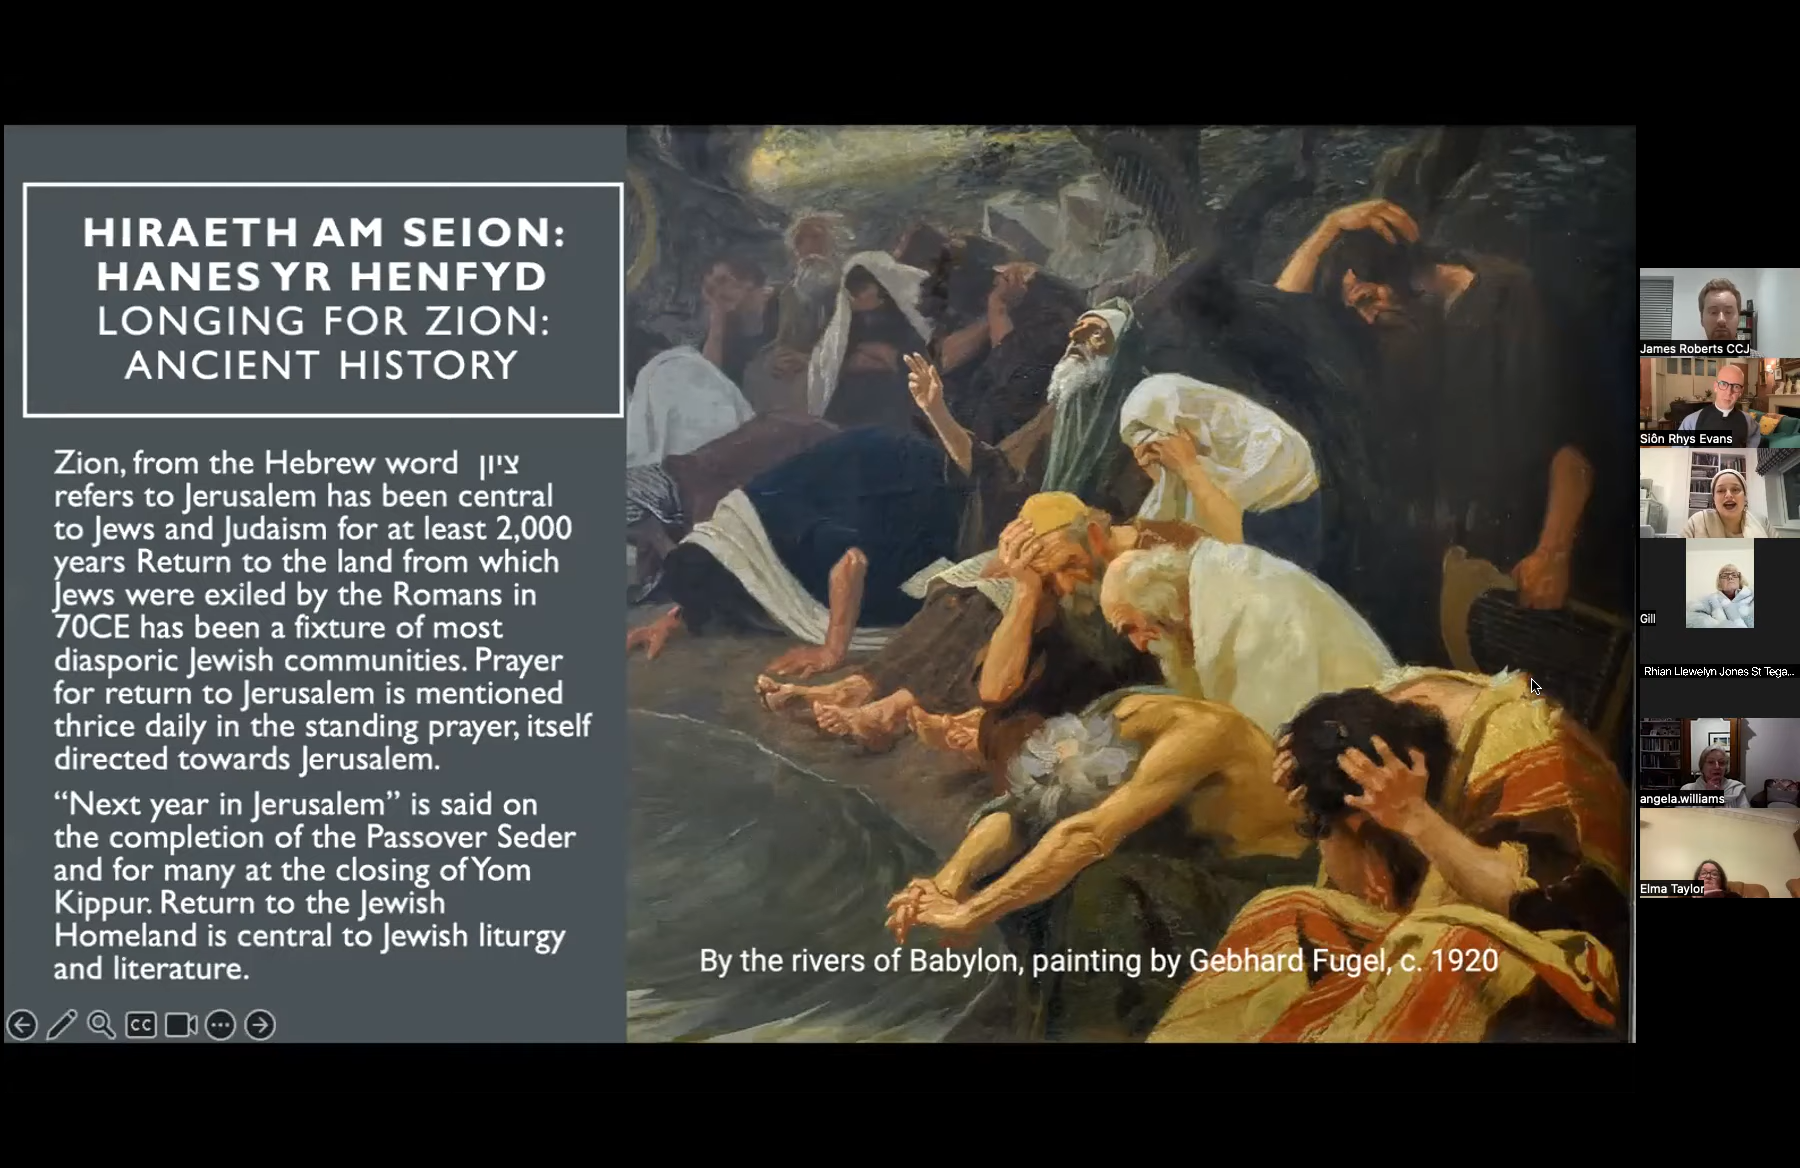 HIRAETH AM SEION:
HANES YR HENFYD
LONGING FOR ZION:
ANCIENT HISTORY
Zion, from the Hebrew word ציון
refers to Jerusalem has been central
to Jews and Judaism for at least 2,000
years Return to the land from which
Jews were exiled by the Romans in
70CE has been a fixture of most
diasporic Jewish communities. Prayer
for return to Jerusalem is mentioned
thrice daily in the standing prayer, itself
directed towards Jerusalem.
“Next year in Jerusalem” is said on
the completion of the Passover Seder
and for many at the closing of Yom
Kippur. Return to the Jewish
Homeland is central to Jewish liturgy
and literature.
CC
By the rivers of Babylon, painting by Gebhard Fugel, c. 1920
James Roberts CCJ
Siôn Rhys Evans
Gill
Rhian Llewelyn Jones St Tega...
angela.williams
Elma Taylor